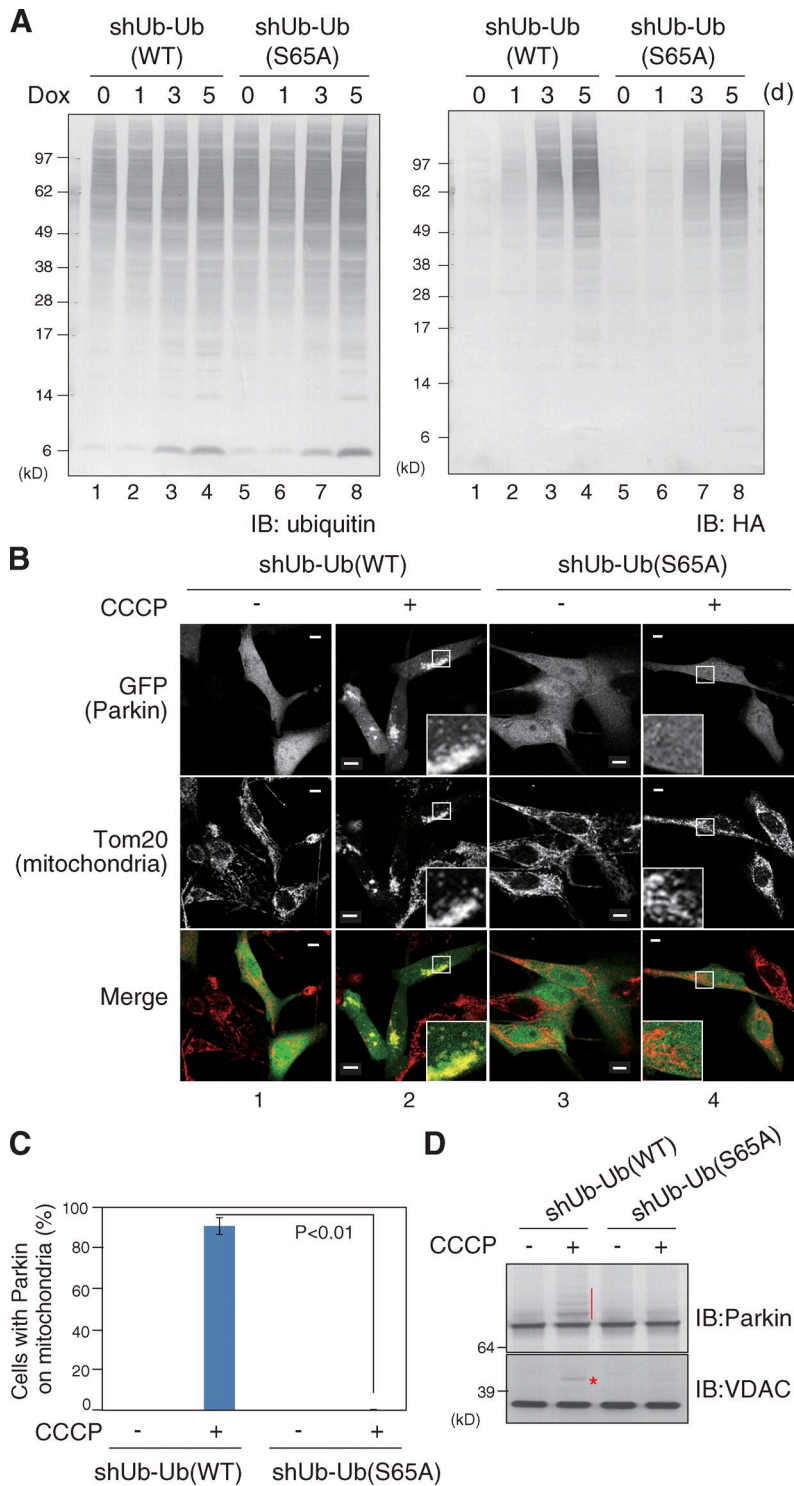 A
shUb-Ub
(WT)
shUb-Ub
(S65A)
shUb-Ub
(WT)
shUb-Ub
(S65A)
Dox 0 1 3 5 0 1 3 5
0 1 3 5 0 1 3 5 (d)
97
62
49
38
28
17
14
6
(kD)
1 2 3 4 5 6 7 8
IB: ubiquitin
97
62
49
38
28
17
14
6
(kD)
1 2 3 4 5 6 7 8
IB: HA
B
shUb-Ub(WT) shUb-Ub(S65A)
CCCP - + - +
GFP
(Parkin)
Tom20
(mitochondria)
Merge
1 2 3 4
C
Cells with Parkin
on mitochondria (%)
100
80
60
40
20
0
P<0.01
CCCP - + - +
shUb-Ub(WT) shUb-Ub(S65A)
D
shUb-Ub(WT)
shUb-Ub(S65A)
CCCP - + - +
IB:Parkin
64
*
IB:VDAC
39
(kD)